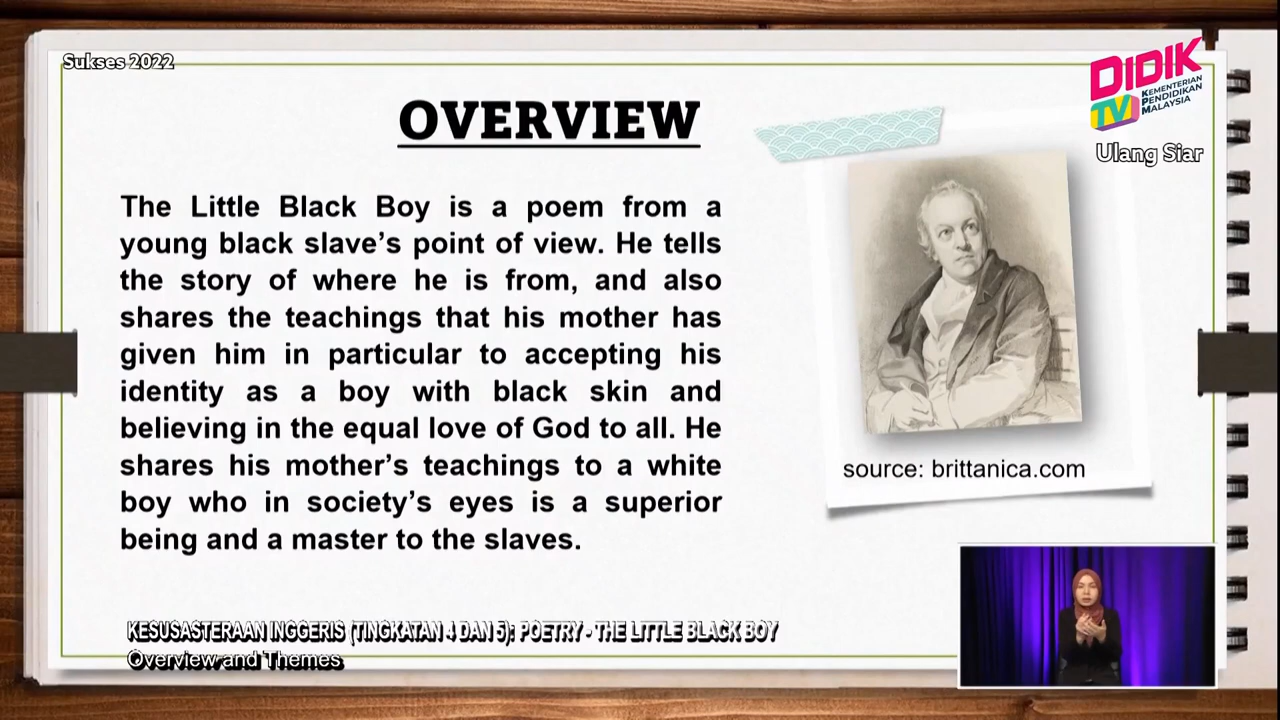 Sukses 2022
DIDIK
TV
KEMENTERIAN
PENDIDIKAN
MALAYSIA
Ulang Siar
OVERVIEW
The Little Black Boy is a poem from a
young black slave's point of view. He tells
the story of where he is from, and also
shares the teachings that his mother has
given him in particular to accepting his
identity as a boy with black skin and
believing in the equal love of God to all. He
shares his mother's teachings to a white
boy who in society's eyes is a superior
being and a master to the slaves.
source: brittanica.com
KESUSASTERAAN INGGERIS (TINGKATAN 4 DAN 5): POETRY - THE LITTLE BLACK BOY
Overview and Themes